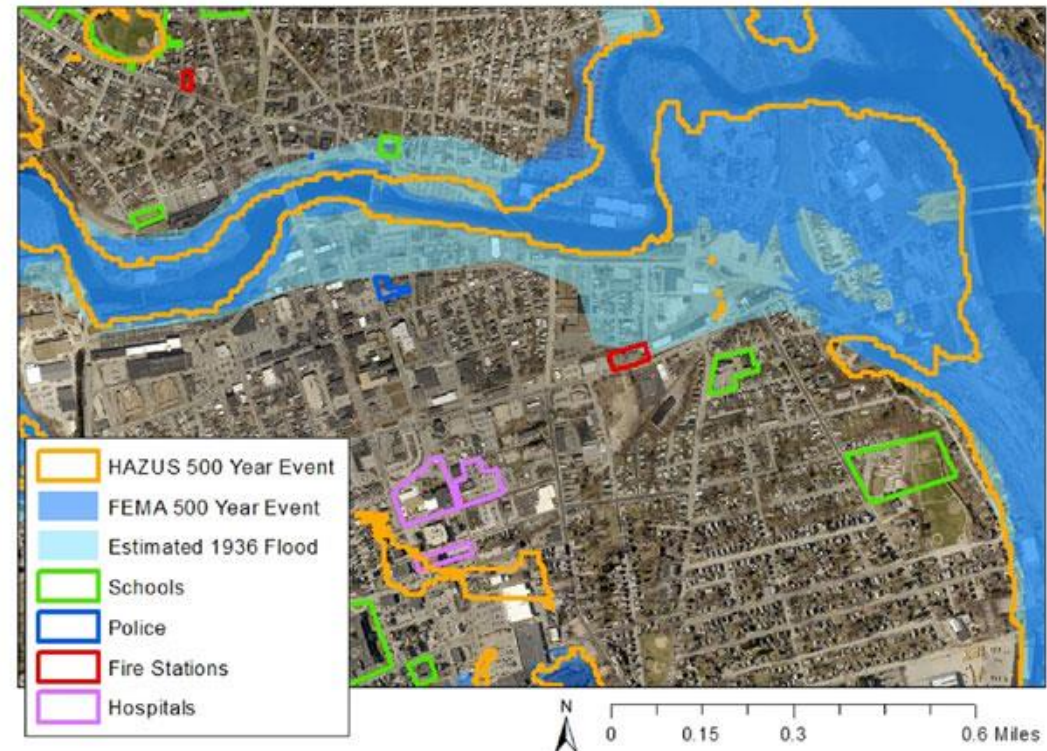 HAZUS 500 Year Event
FEMA 500 Year Event
Estimated 1936 Flood
Schools
Police
Fire Stations
Hospitals
N
0 0.15 0.3 0.6 Miles